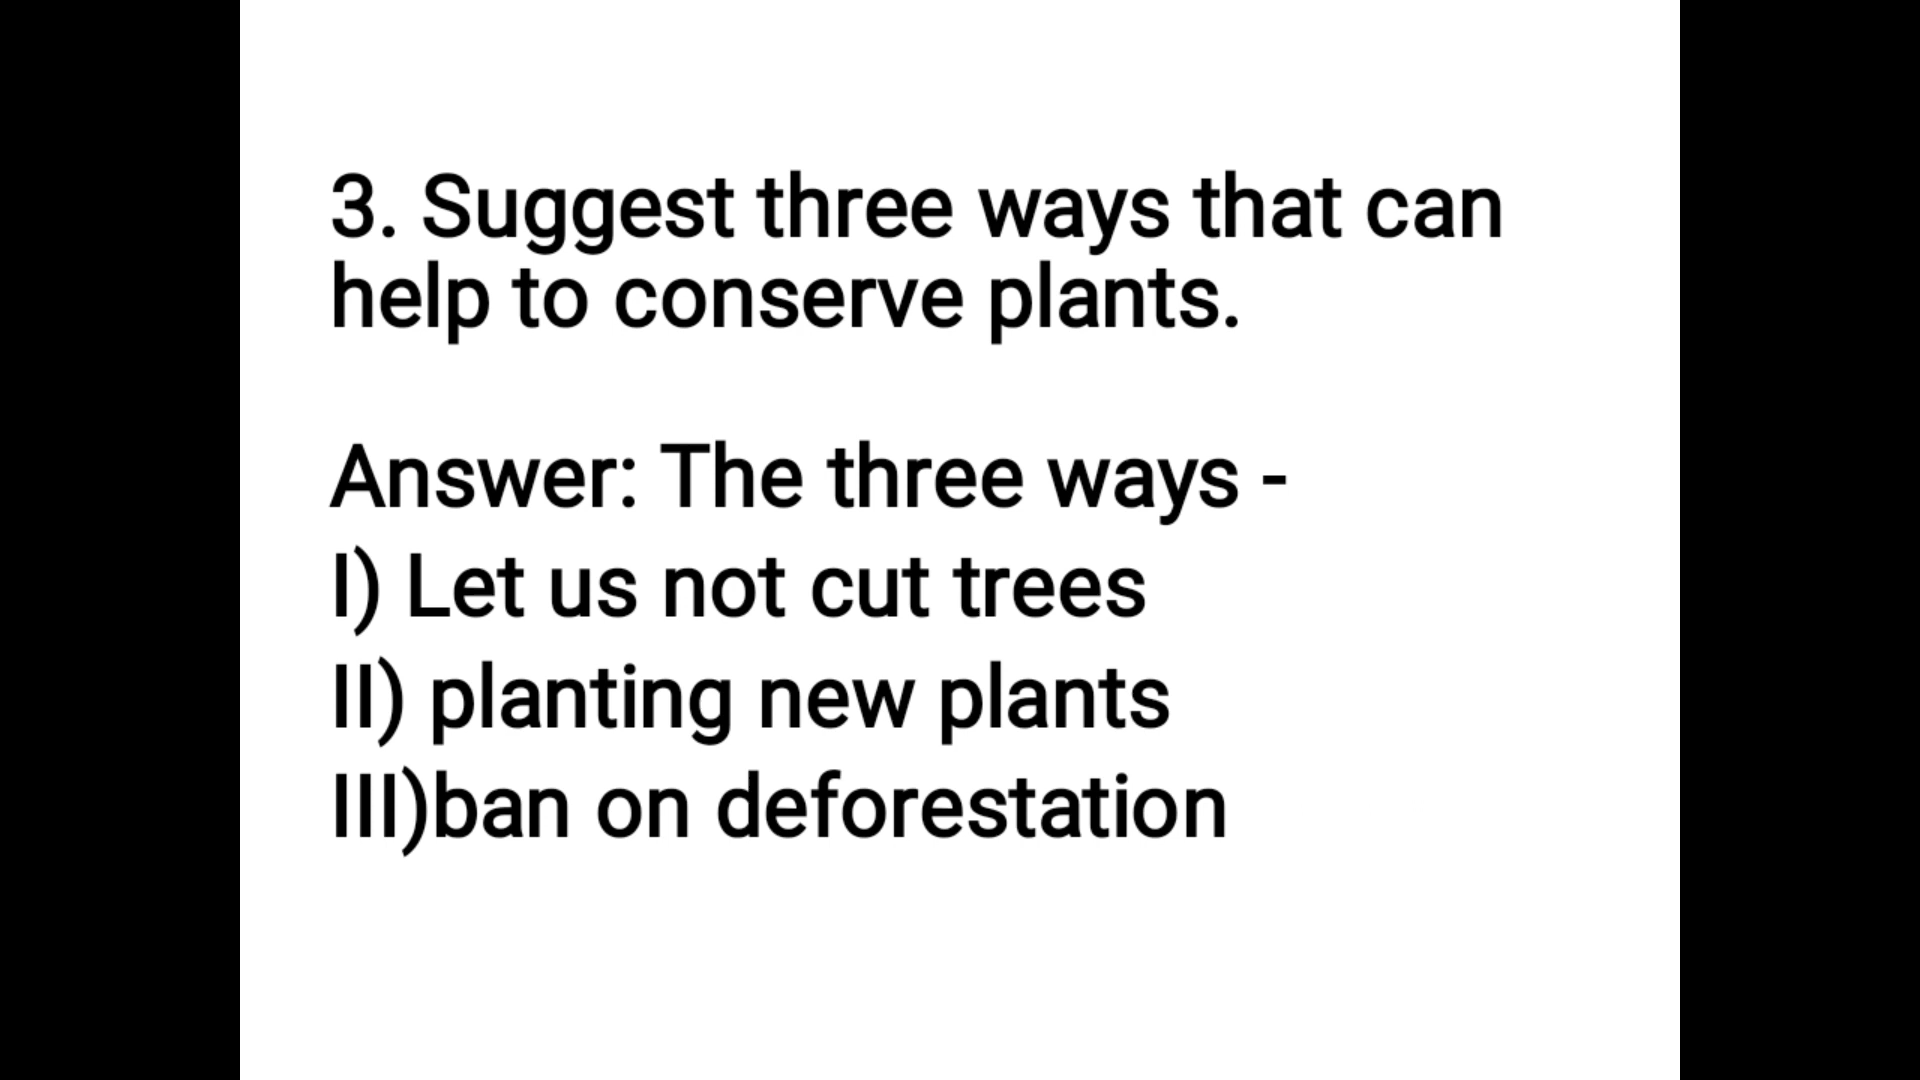 3. Suggest three ways that can
help to conserve plants.
Answer: The three ways -
I) Let us not cut trees
II) planting new plants
III)ban on deforestation